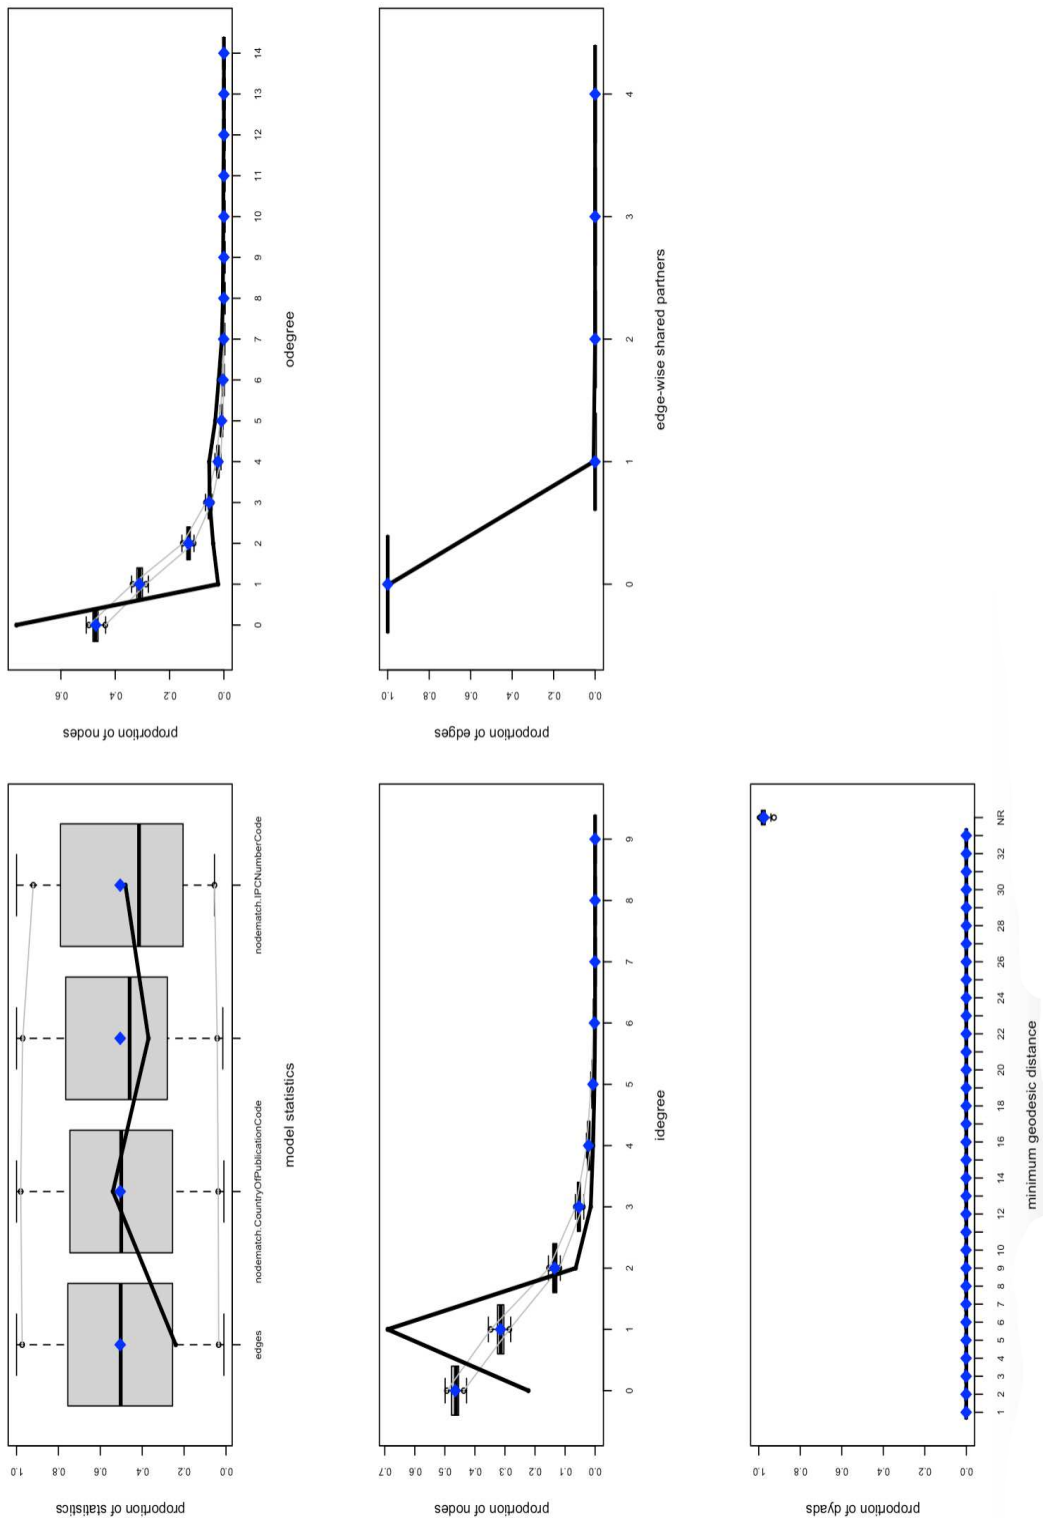 proportion of statistics
1.0
0.8
0.6
0.4
0.2
0.0
edges nodematch.CountryOfPublicationCode nodematch.IPCNumberCode
model statistics
proportion of nodes
0.6
0.4
0.2
0.0
0 1 2 3 4 5 6 7 8 9 10 11 12 13 14
odegree
proportion of nodes
0.7
0.6
0.5
0.4
0.3
0.2
0.1
0.0
0 1 2 3 4 5 6 7 8 9
idegree
proportion of edges
1.0
0.8
0.6
0.4
0.2
0.0
0 1 2 3 4
edge-wise shared partners
proportion of dyads
1.0
0.8
0.6
0.4
0.2
0.0
1 2 3 4 5 6 7 8 9 10 12 14 16 18 20 22 24 26 28 30 32 NR
minimum geodesic distance